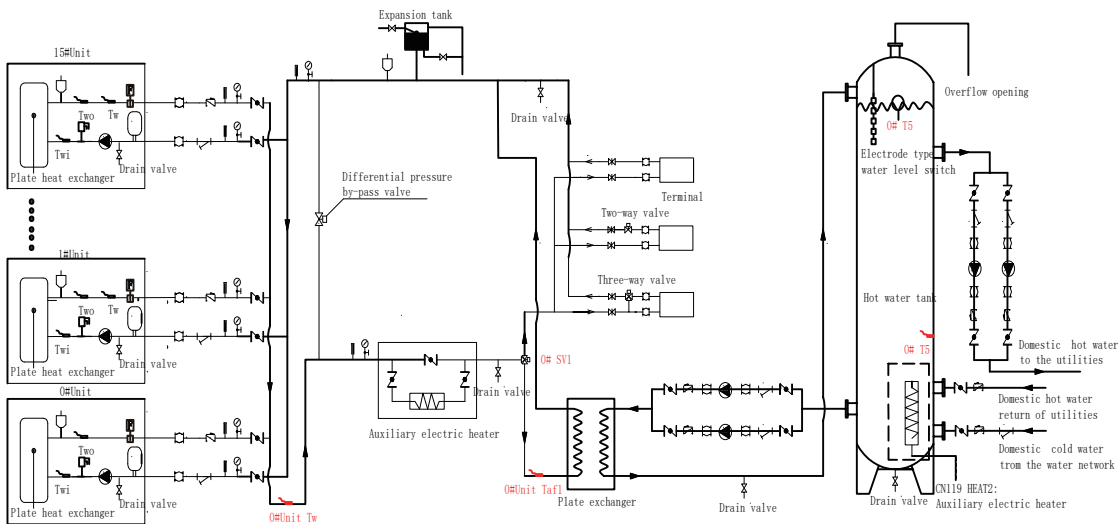 Expansion tank
15#Unit
Two
Tw
Twi
Drain valve
Plate heat exchanger
1#Unit
Two
Tw
Twi
Drain valve
Plate heat exchanger
0#Unit
Two
Tw
Twi
Drain valve
Plate heat exchanger
0#Unit Tw
Differential pressure
by-pass valve
Auxiliary electric heater
Drain valve
0# SV1
Drain valve
Terminal
Two-way valve
Three-way valve
0#Unit Taf1
Plate exchanger
Drain valve
Overflow opening
0# T5
Electrode type
water level switch
Hot water tank
0# T5
Domestic hot water
to the utilities
Domestic hot water
return of utilities
Domestic cold water
trom the water network
CN119 HEAT2:
Auxiliary electric heater
Drain valve